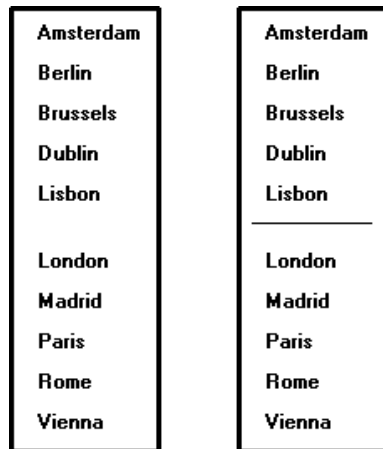 Amsterdam
Berlin
Brussels
Dublin
Lisbon
London
Madrid
Paris
Rome
Vienna
Amsterdam
Berlin
Brussels
Dublin
Lisbon
London
Madrid
Paris
Rome
Vienna